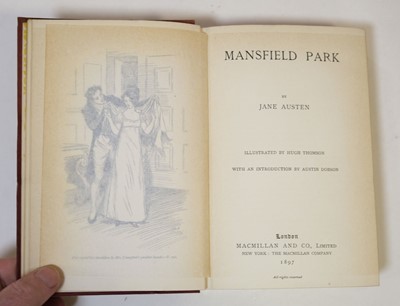 MANSFIELD PARK
BY
JANE AUSTEN
ILLUSTRATED BY HUGH THOMSON
WITH AN INTRODUCTION BY AUSTIN DOBSON
London
MACMILLAN AND CO., LIMITED
NEW YORK: THE MACMILLAN COMPANY
1897
All rights reserved